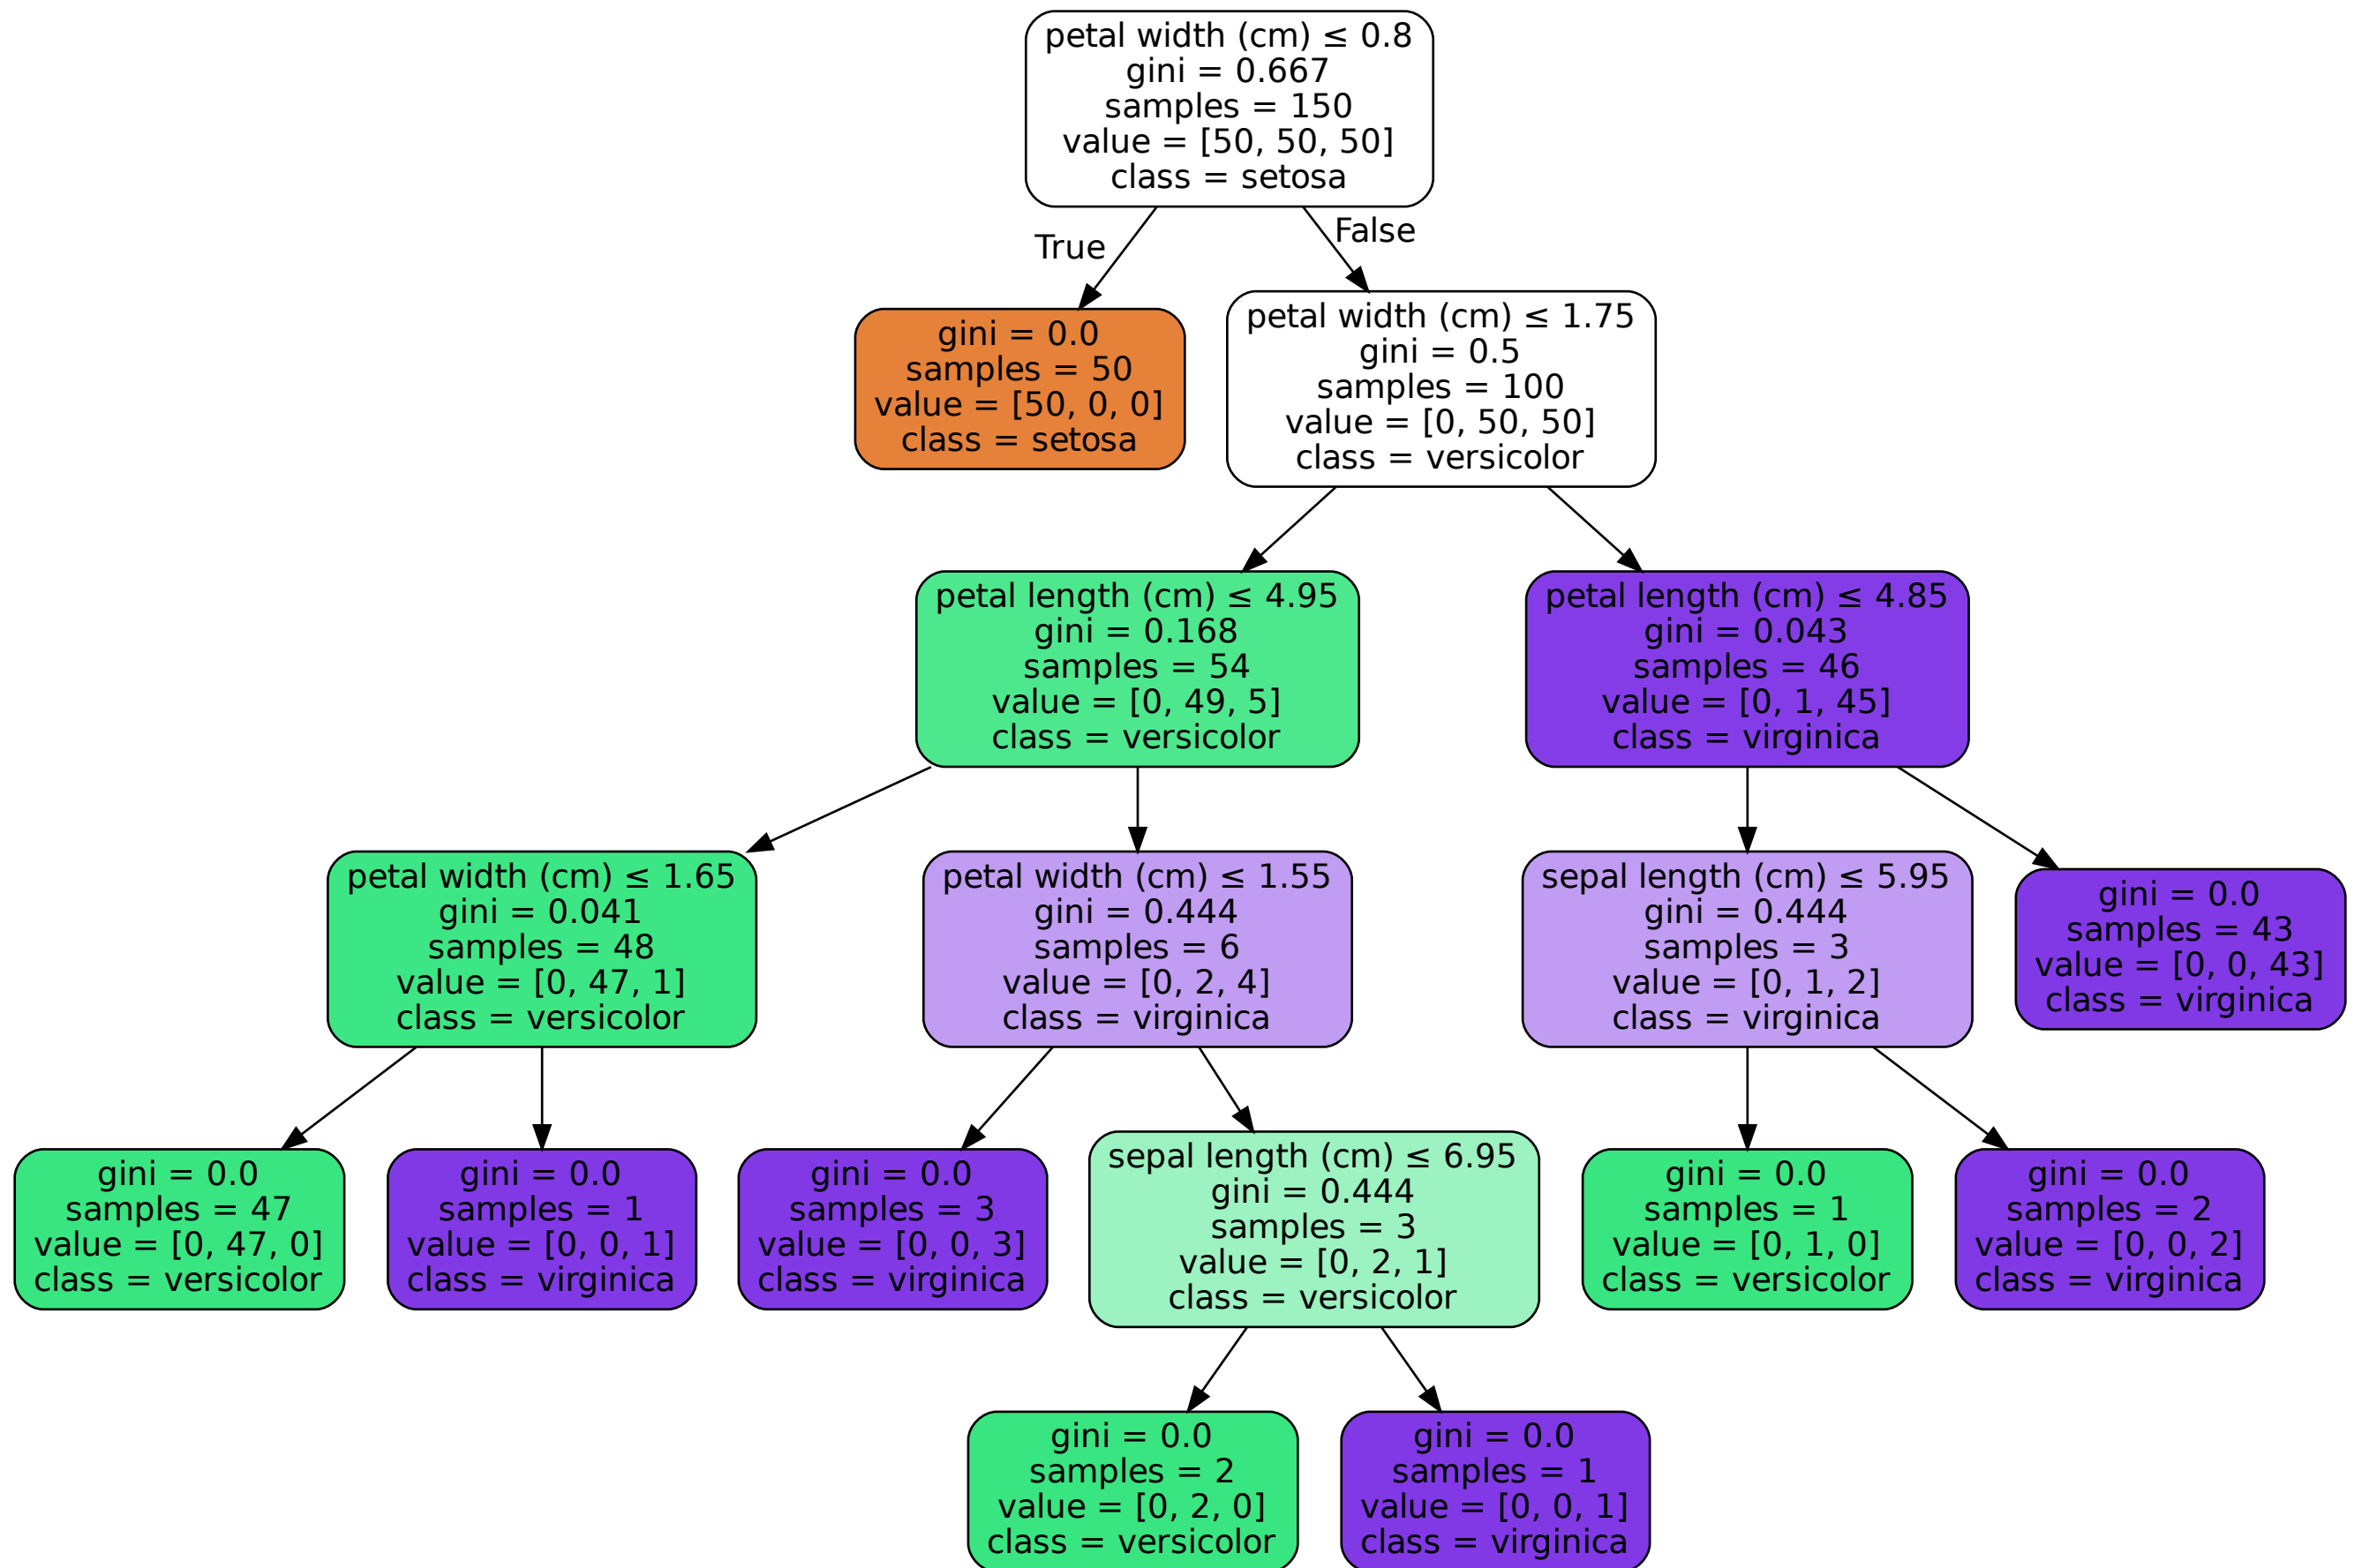 petal width (cm) ≤ 0.8
gini = 0.667
samples = 150
value = [50, 50, 50]
class = setosa
True
False
gini = 0.0
samples = 50
value = [50, 0, 0]
class = setosa
petal width (cm) ≤ 1.75
gini = 0.5
samples = 100
value = [0, 50, 50]
class = versicolor
petal length (cm) ≤ 4.95
gini = 0.168
samples = 54
value = [0, 49, 5]
class = versicolor
petal length (cm) ≤ 4.85
gini = 0.043
samples = 46
value = [0, 1, 45]
class = virginica
petal width (cm) ≤ 1.65
gini = 0.041
samples = 48
value = [0, 47, 1]
class = versicolor
petal width (cm) ≤ 1.55
gini = 0.444
samples = 6
value = [0, 2, 4]
class = virginica
sepal length (cm) ≤ 5.95
gini = 0.444
samples = 3
value = [0, 1, 2]
class = virginica
gini = 0.0
samples = 43
value = [0, 0, 43]
class = virginica
gini = 0.0
samples = 47
value = [0, 47, 0]
class = versicolor
gini = 0.0
samples = 1
value = [0, 0, 1]
class = virginica
gini = 0.0
samples = 3
value = [0, 0, 3]
class = virginica
sepal length (cm) ≤ 6.95
gini = 0.444
samples = 3
value = [0, 2, 1]
class = versicolor
gini = 0.0
samples = 1
value = [0, 1, 0]
class = versicolor
gini = 0.0
samples = 2
value = [0, 0, 2]
class = virginica
gini = 0.0
samples = 2
value = [0, 2, 0]
class = versicolor
gini = 0.0
samples = 1
value = [0, 0, 1]
class = virginica